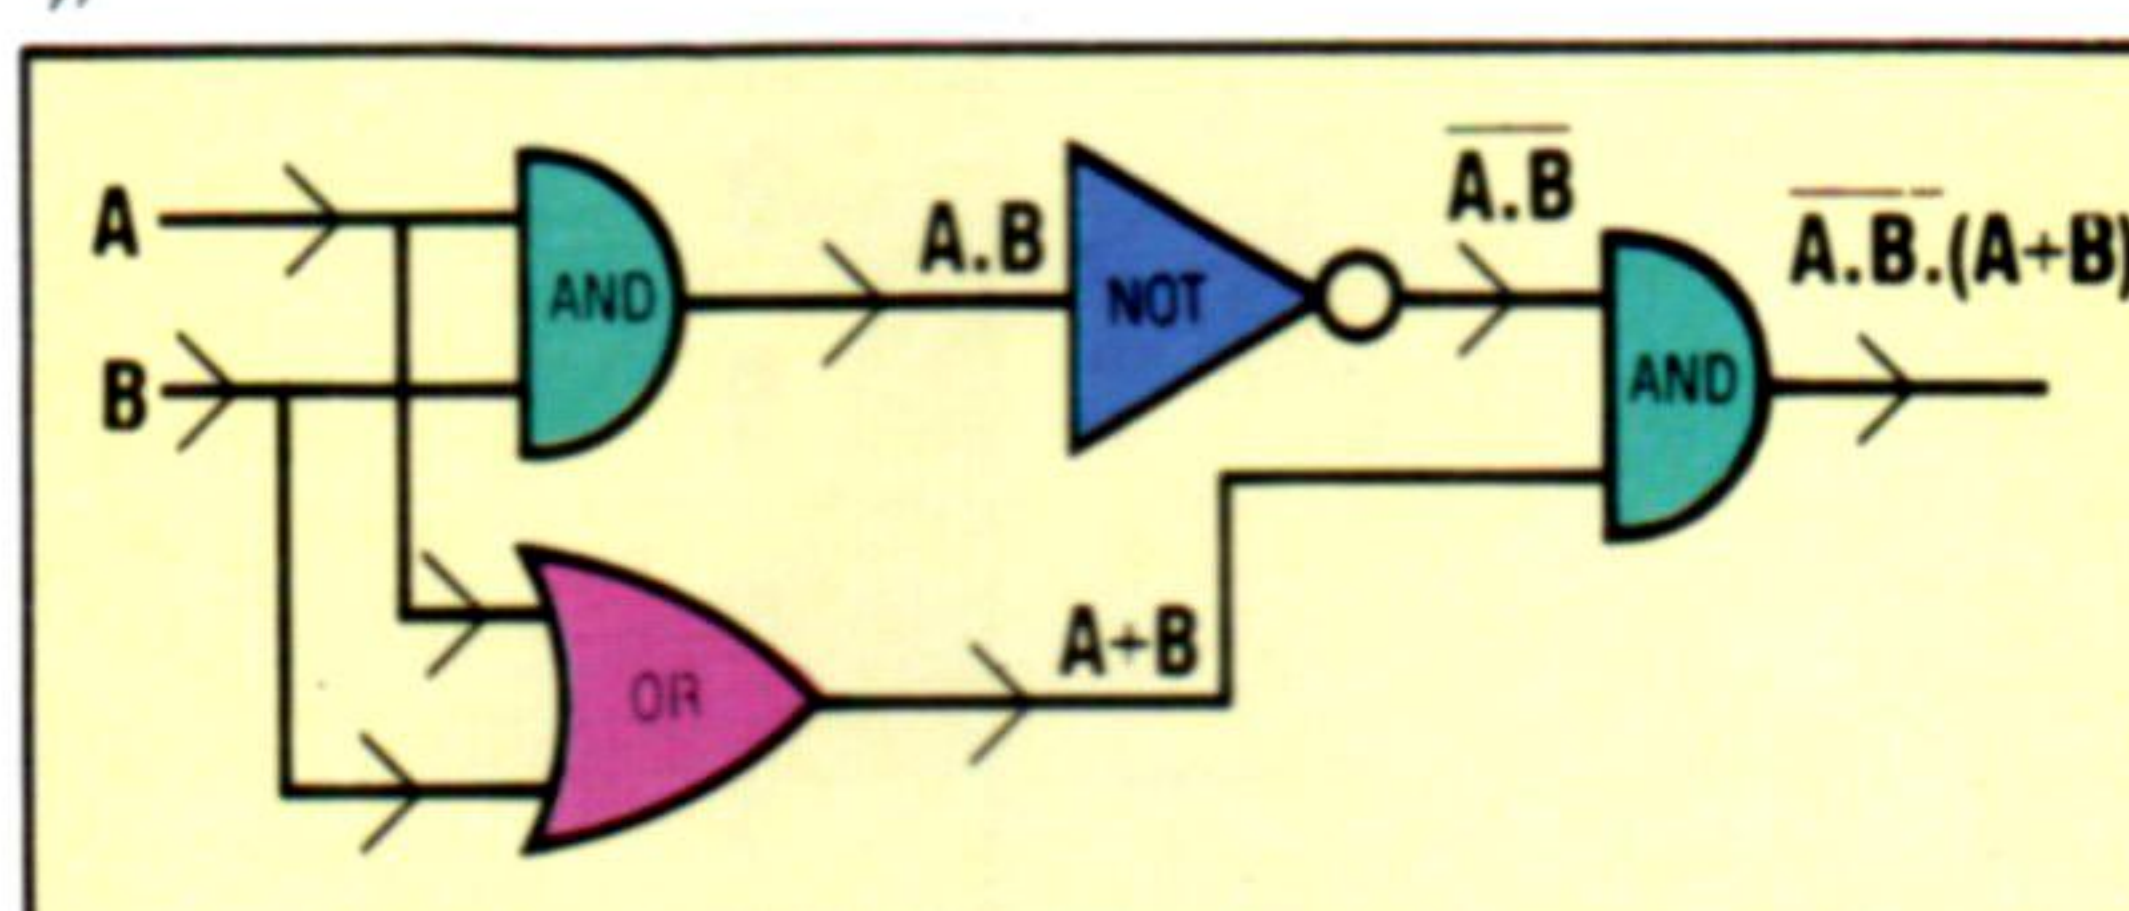 A
B
AND
A.B
NOT
A̅.̅B̅
AND
A̅.̅B̅.(A+B)
OR
A+B